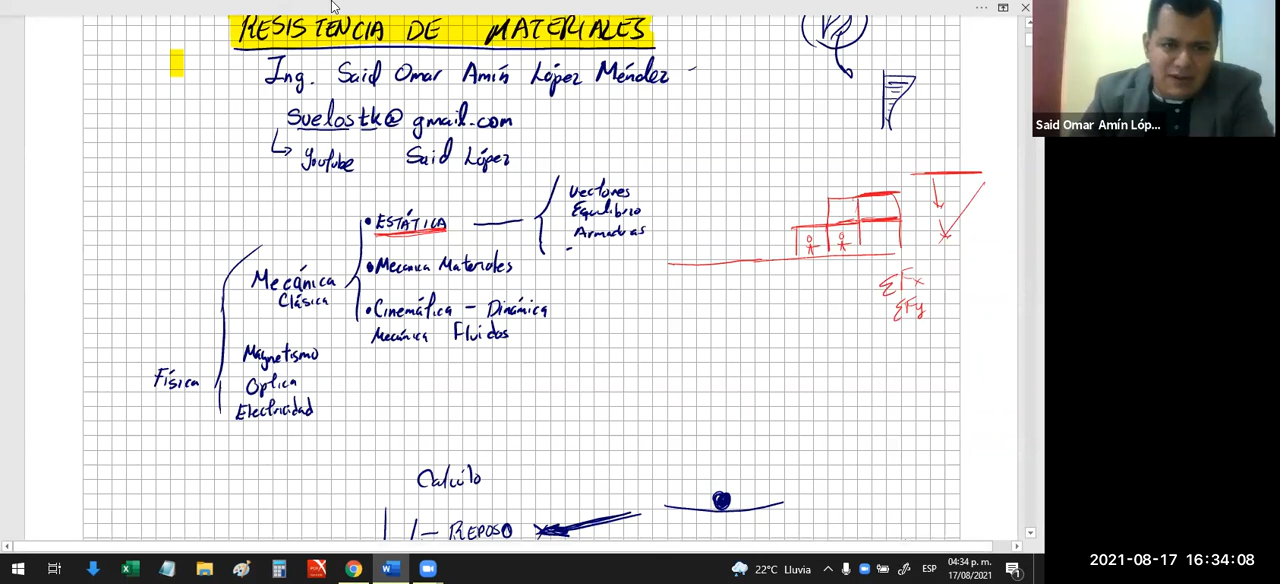 RESISTENCIA DE MATERIALES
Ing. Said Omar Amín López Méndez
Suelostk@gmail.com
Youtube Said López
Vectores
Equilibrio
Armaduras
• ESTÁTICA
• Mecánica Materiales
Mecánica
Clásica
• Cinemática - Dinámica
Mecánica Fluidos
Magnetismo
Física
Optica
Electricidad
ΣFx
ΣFy
Calculo
1- REPOSO
Said Omar Amín Lóp...
2021-08-17 16:34:08
22°C Lluvia
ESP
04:34 p. m.
17/08/2021